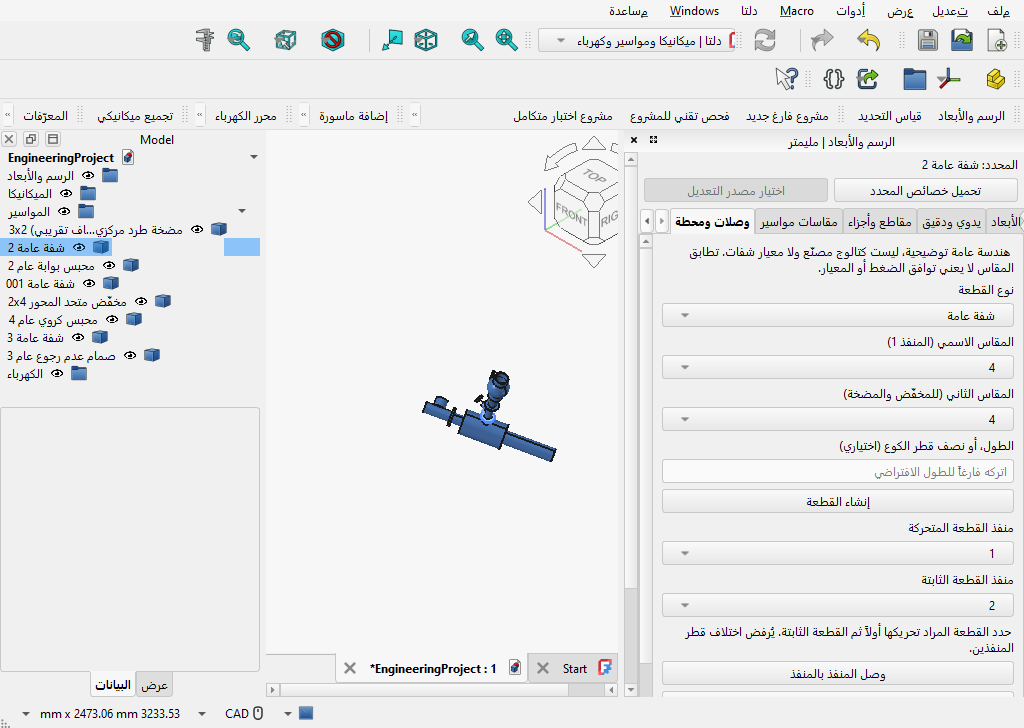 ملف تعديل عرض أدوات Macro دلتا Windows مساعدة
دلتا | ميكانيكا ومواسير وكهرباء
الرسم والأبعاد قياس التحديد مشروع فارغ جديد فحص تقني للمشروع مشروع اختبار متكامل إضافة ماسورة محرر الكهرباء تجميع ميكانيكي المعرّفات
الرسم والأبعاد | مليمتر
المحدد: شفة عامة 2
تحميل خصائص المحدد
اختيار مصدر التعديل
الأبعاد يدوي ودقيق مقاطع وأجزاء مقاسات مواسير وصلات ومحطة
هندسة عامة توضيحية، ليست كتالوج مصنّع ولا معيار شفات. تطابق
المقاس لا يعني توافق الضغط أو المعيار.
نوع القطعة
شفة عامة
المقاس الاسمي (المنفذ 1)
4
المقاس الثاني (للمخفّض والمضخة)
4
الطول، أو نصف قطر الكوع (اختياري)
اتركه فارغاً للطول الافتراضي
إنشاء القطعة
منفذ القطعة المتحركة
1
منفذ القطعة الثابتة
2
حدد القطعة المراد تحريكها أولاً ثم القطعة الثابتة. يُرفض اختلاف قطر
المنفذين.
وصل المنفذ بالمنفذ
TOP
FRONT
RIG
Start
*EngineeringProject : 1
Model
EngineeringProject
الرسم والأبعاد
الميكانيكا
المواسير
مضخة طرد مركزي...اف تقريبي) 3x2
شفة عامة 2
محبس بوابة عام 2
شفة عامة 001
مخفّض متحد المحور 2x4
محبس كروي عام 4
شفة عامة 3
صمام عدم رجوع عام 3
الكهرباء
عرض
البيانات
CAD
mm x 2473.06 mm 3233.53